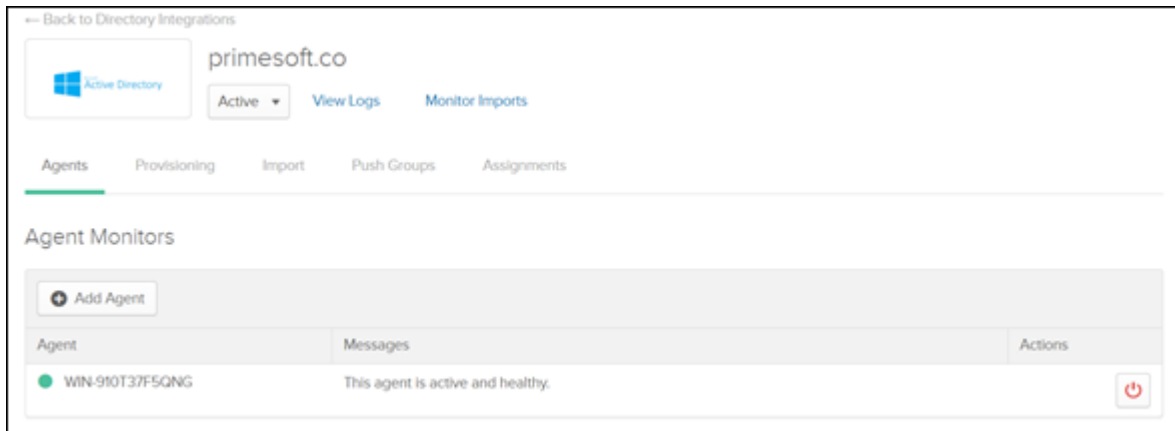 ← Back to Directory Integrations
primesoft.co
Active Directory
Active
View Logs
Monitor Imports
Agents
Provisioning
Import
Push Groups
Assignments
Agent Monitors
Add Agent
Agent
Messages
Actions
WIN-910T37F5QNG
This agent is active and healthy.